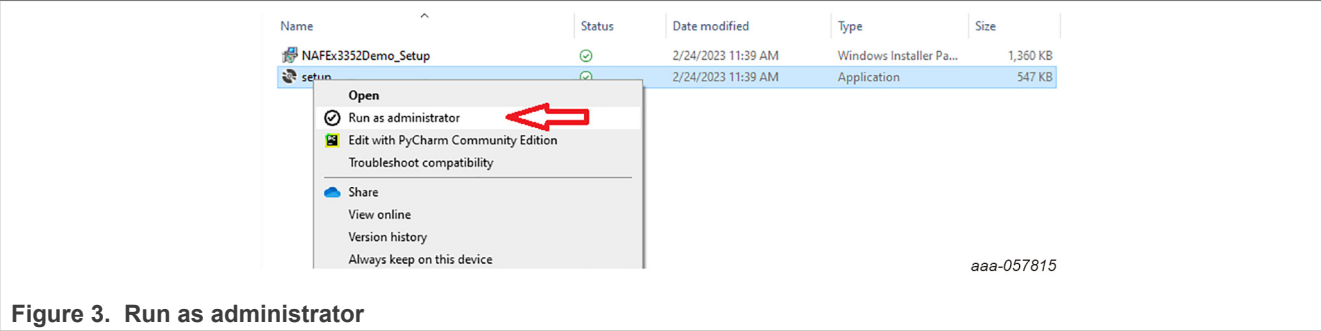 Name Status Date modified Type Size
NAFEx3352Demo_Setup 2/24/2023 11:39 AM Windows Installer Pa... 1,360 KB
setup 2/24/2023 11:39 AM Application 547 KB
Open
Run as administrator
Edit with PyCharm Community Edition
Troubleshoot compatibility
Share
View online
Version history
Always keep on this device
aaa-057815
Figure 3. Run as administrator